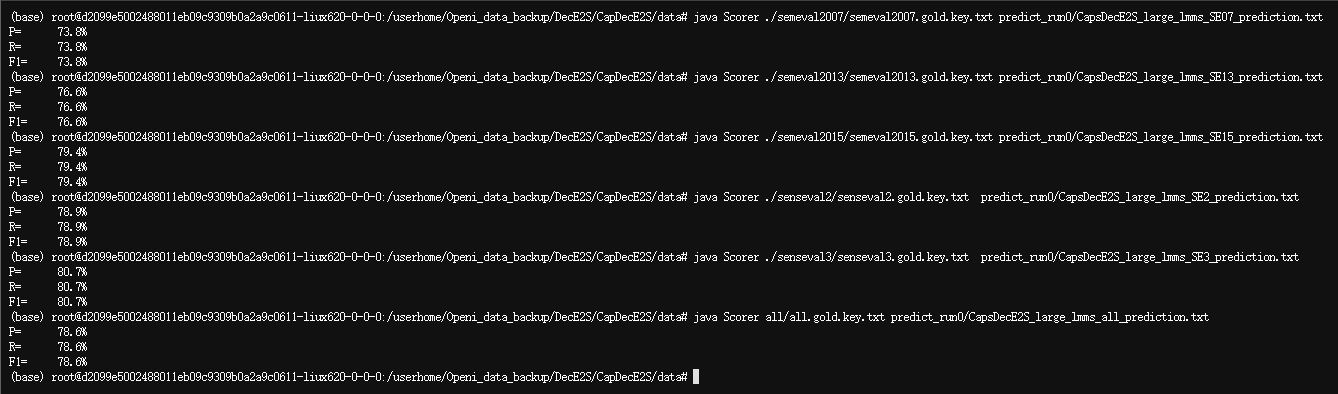 (base) root@d2099e5002488011eb09c9309b0a2a9c0611-liux620-0-0-0:/userhome/Openi_data_backup/DecE2S/CapDecE2S/data# java Scorer ./semeval2007/semeval2007.gold.key.txt predict_run0/CapsDecE2S_large_lmms_SE07_prediction.txt
P= 73.8%
R= 73.8%
F1= 73.8%
(base) root@d2099e5002488011eb09c9309b0a2a9c0611-liux620-0-0-0:/userhome/Openi_data_backup/DecE2S/CapDecE2S/data# java Scorer ./semeval2013/semeval2013.gold.key.txt predict_run0/CapsDecE2S_large_lmms_SE13_prediction.txt
P= 76.6%
R= 76.6%
F1= 76.6%
(base) root@d2099e5002488011eb09c9309b0a2a9c0611-liux620-0-0-0:/userhome/Openi_data_backup/DecE2S/CapDecE2S/data# java Scorer ./semeval2015/semeval2015.gold.key.txt predict_run0/CapsDecE2S_large_lmms_SE15_prediction.txt
P= 79.4%
R= 79.4%
F1= 79.4%
(base) root@d2099e5002488011eb09c9309b0a2a9c0611-liux620-0-0-0:/userhome/Openi_data_backup/DecE2S/CapDecE2S/data# java Scorer ./senseval2/senseval2.gold.key.txt  predict_run0/CapsDecE2S_large_lmms_SE2_prediction.txt
P= 78.9%
R= 78.9%
F1= 78.9%
(base) root@d2099e5002488011eb09c9309b0a2a9c0611-liux620-0-0-0:/userhome/Openi_data_backup/DecE2S/CapDecE2S/data# java Scorer ./senseval3/senseval3.gold.key.txt  predict_run0/CapsDecE2S_large_lmms_SE3_prediction.txt
P= 80.7%
R= 80.7%
F1= 80.7%
(base) root@d2099e5002488011eb09c9309b0a2a9c0611-liux620-0-0-0:/userhome/Openi_data_backup/DecE2S/CapDecE2S/data# java Scorer all/all.gold.key.txt predict_run0/CapsDecE2S_large_lmms_all_prediction.txt
P= 78.6%
R= 78.6%
F1= 78.6%
(base) root@d2099e5002488011eb09c9309b0a2a9c0611-liux620-0-0-0:/userhome/Openi_data_backup/DecE2S/CapDecE2S/data#